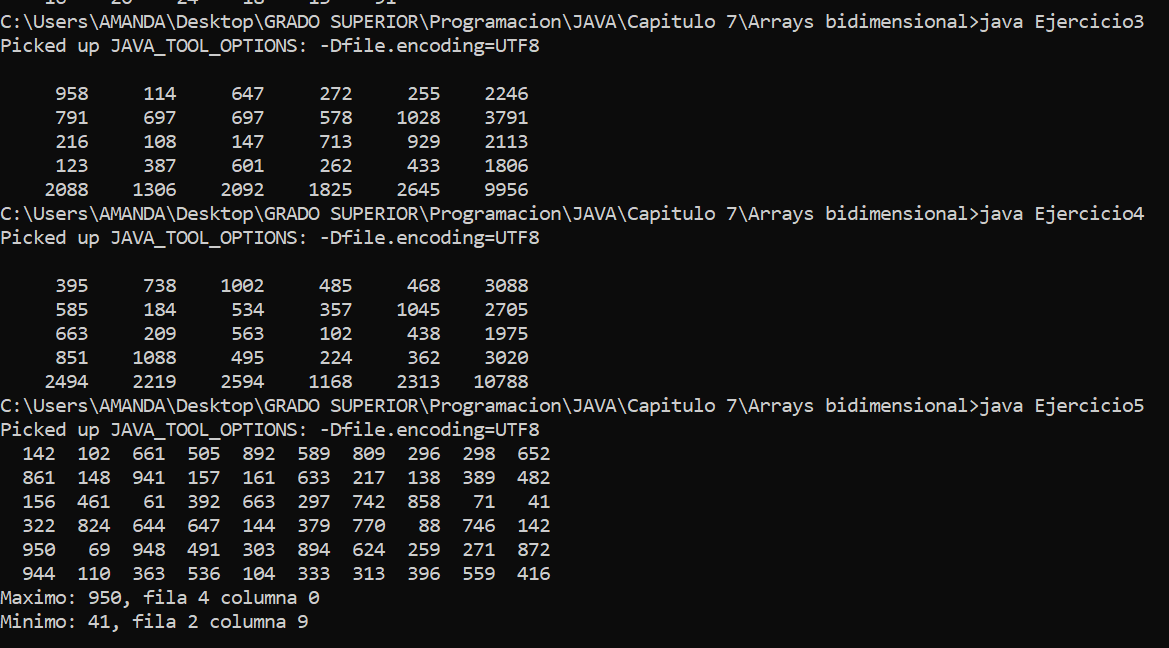 C:\Users\AMANDA\Desktop\GRADO SUPERIOR\Programacion\JAVA\Capitulo 7\Arrays bidimensional>java Ejercicio3
Picked up JAVA_TOOL_OPTIONS: -Dfile.encoding=UTF8
958 114 647 272 255 2246
791 697 697 578 1028 3791
216 108 147 713 929 2113
123 387 601 262 433 1806
2088 1306 2092 1825 2645 9956
C:\Users\AMANDA\Desktop\GRADO SUPERIOR\Programacion\JAVA\Capitulo 7\Arrays bidimensional>java Ejercicio4
Picked up JAVA_TOOL_OPTIONS: -Dfile.encoding=UTF8
395 738 1002 485 468 3088
585 184 534 357 1045 2705
663 209 563 102 438 1975
851 1088 495 224 362 3020
2494 2219 2594 1168 2313 10788
C:\Users\AMANDA\Desktop\GRADO SUPERIOR\Programacion\JAVA\Capitulo 7\Arrays bidimensional>java Ejercicio5
Picked up JAVA_TOOL_OPTIONS: -Dfile.encoding=UTF8
142 102 661 505 892 589 809 296 298 652
861 148 941 157 161 633 217 138 389 482
156 461 61 392 663 297 742 858 71 41
322 824 644 647 144 379 770 88 746 142
950 69 948 491 303 894 624 259 271 872
944 110 363 536 104 333 313 396 559 416
Maximo: 950, fila 4 columna 0
Minimo: 41, fila 2 columna 9